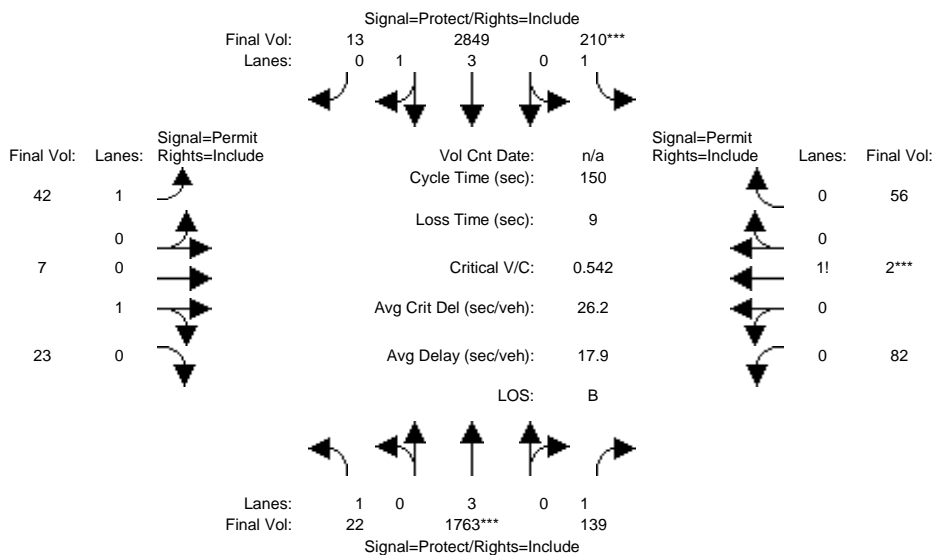 Signal=Protect/Rights=Include
Final Vol: 13 2849 210***
Lanes: 0 1 3 0 1
Signal=Permit Signal=Permit
Final Vol: Lanes: Rights=Include Vol Cnt Date: n/a Rights=Include Lanes: Final Vol:
Cycle Time (sec): 150
42 1 0 56
Loss Time (sec): 9
0 0
7 0 Critical V/C: 0.542 1! 2***
1 Avg Crit Del (sec/veh): 26.2 0
23 0 Avg Delay (sec/veh): 17.9 0 82
LOS: B
Lanes: 1 0 3 0 1
Final Vol: 22 1763*** 139
Signal=Protect/Rights=Include